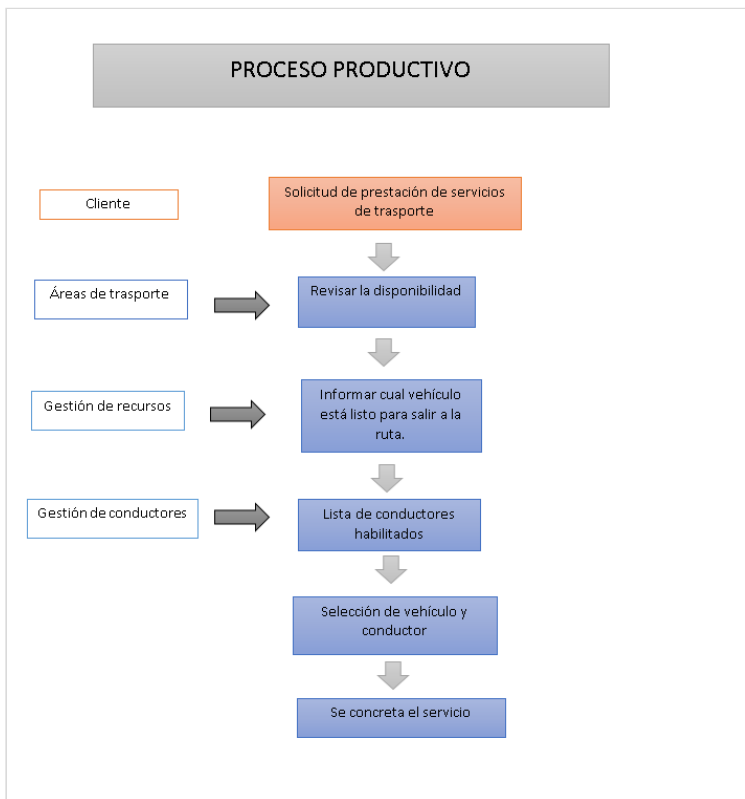 PROCESO PRODUCTIVO
Cliente
Solicitud de prestación de servicios
de trasporte
Áreas de trasporte
Revisar la disponibilidad
Gestión de recursos
Informar cual vehículo
está listo para salir a la
ruta.
Gestión de conductores
Lista de conductores
habilitados
Selección de vehículo y
conductor
Se concreta el servicio